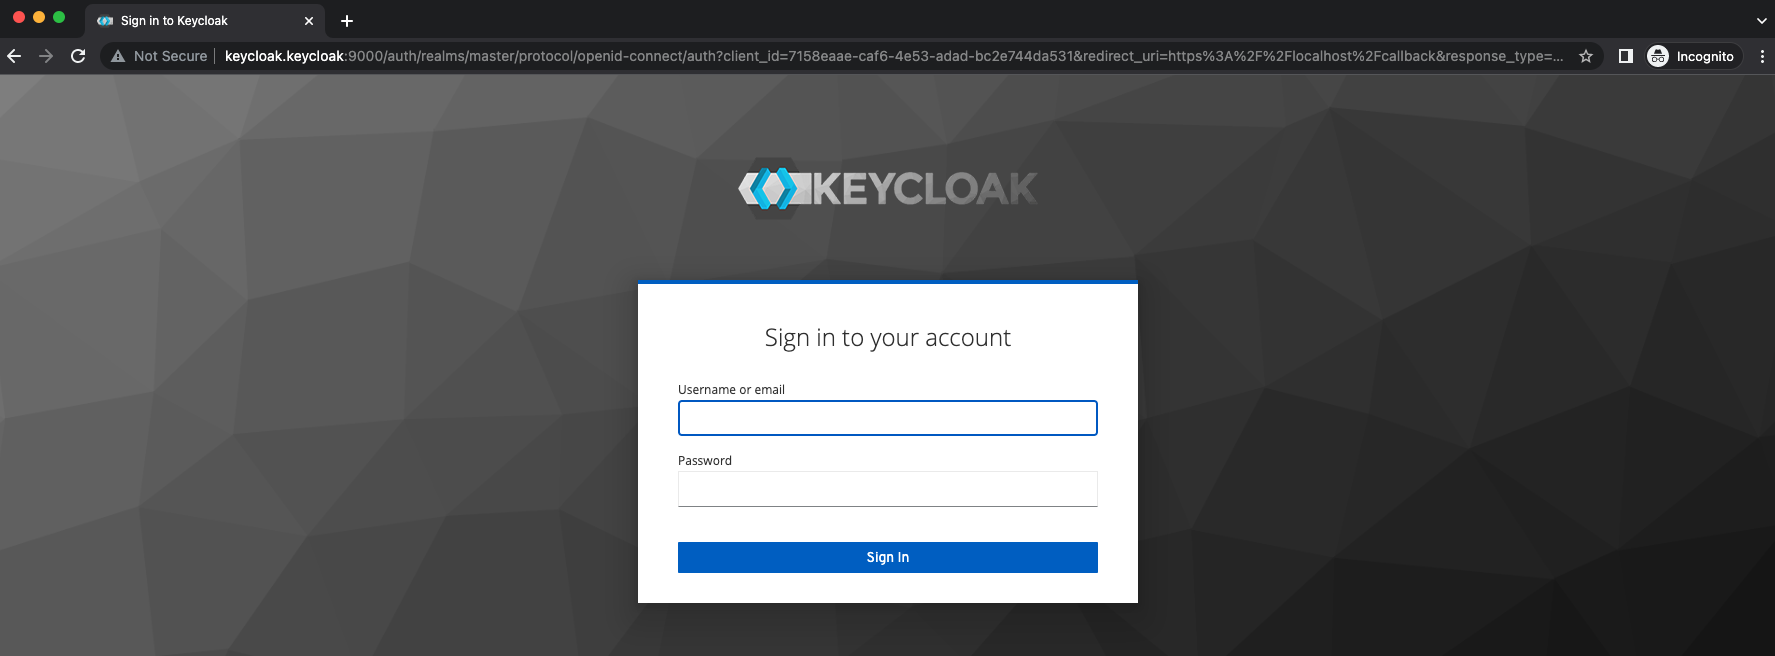 Sign in to Keycloak
Not Secure
keycloak.keycloak:9000/auth/realms/master/protocol/openid-connect/auth?client_id=7158eaae-caf6-4e53-adad-bc2e744da531&redirect_uri=https%3A%2F%2Flocalhost%2Fcallback&response_type=...
Incognito
KEYCLOAK
Sign in to your account
Username or email
Password
Sign In